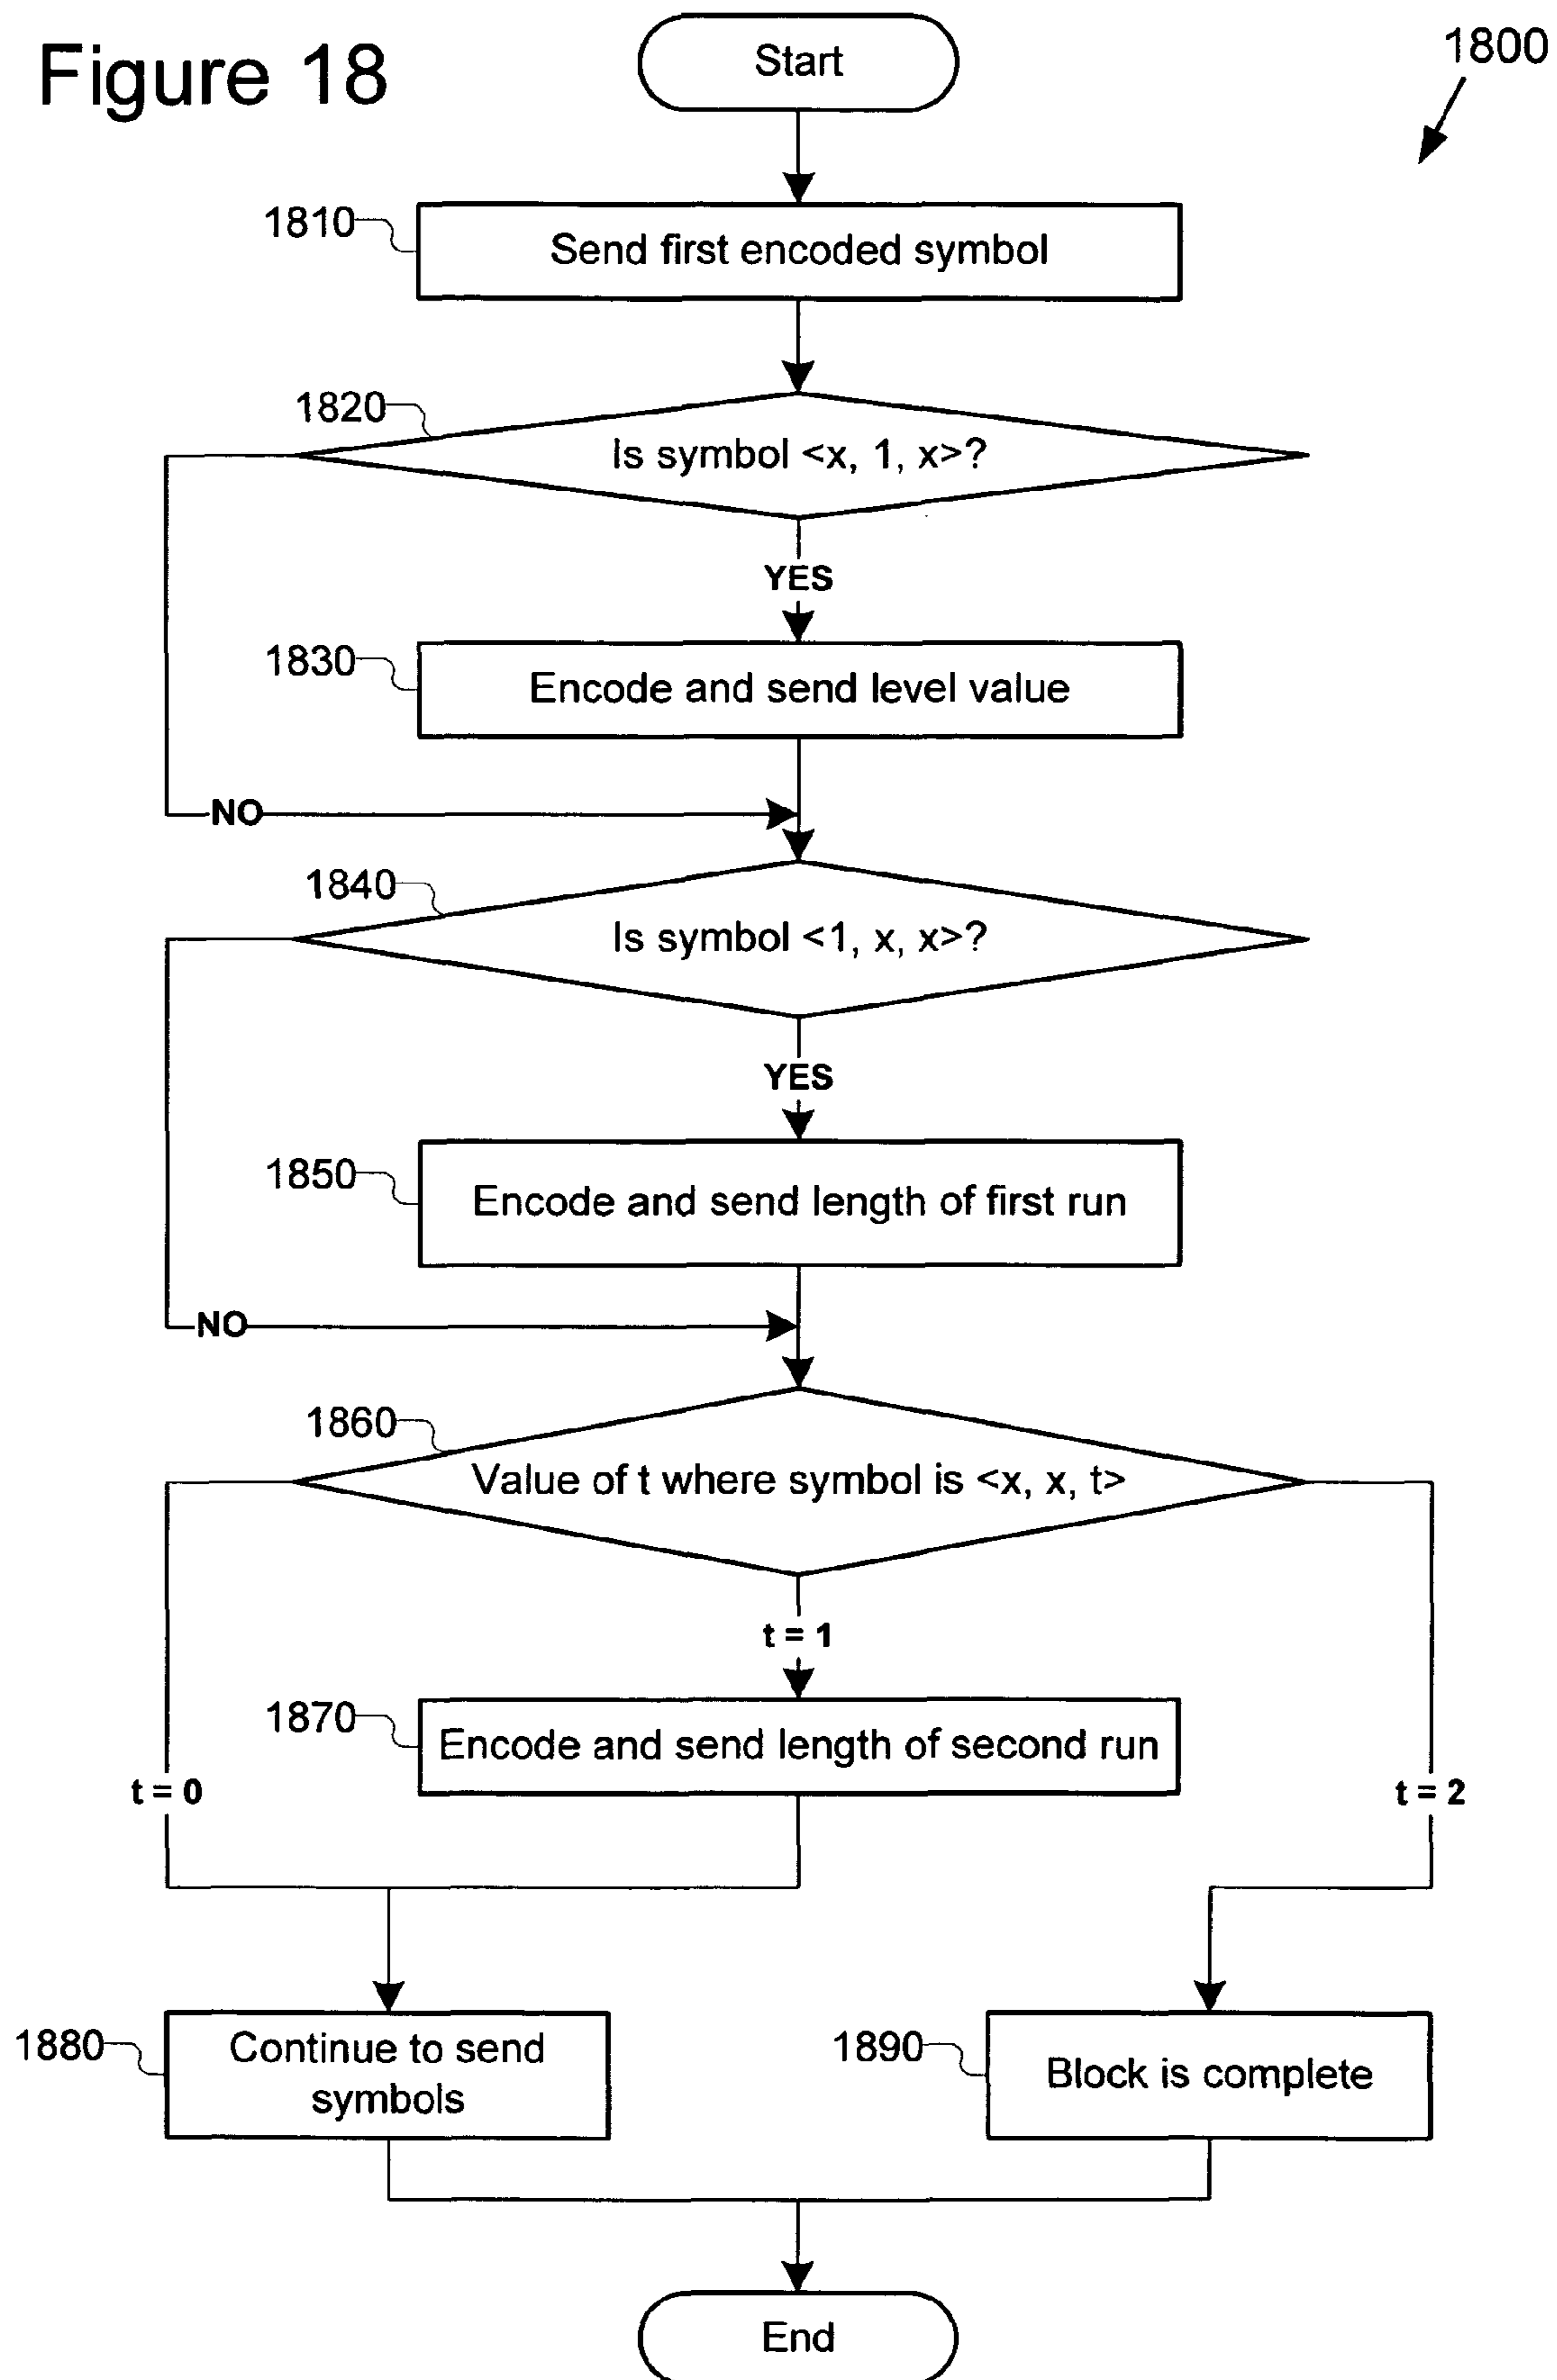 Figure 18
Start
1800
1810
Send first encoded symbol
1820
Is symbol <x, 1, x>?
YES
1830
Encode and send level value
NO
1840
Is symbol <1, x, x>?
YES
1850
Encode and send length of first run
NO
1860
Value of t where symbol is <x, x, t>
t = 1
1870
Encode and send length of second run
t = 0
t = 2
1880
Continue to send
symbols
1890
Block is complete
End